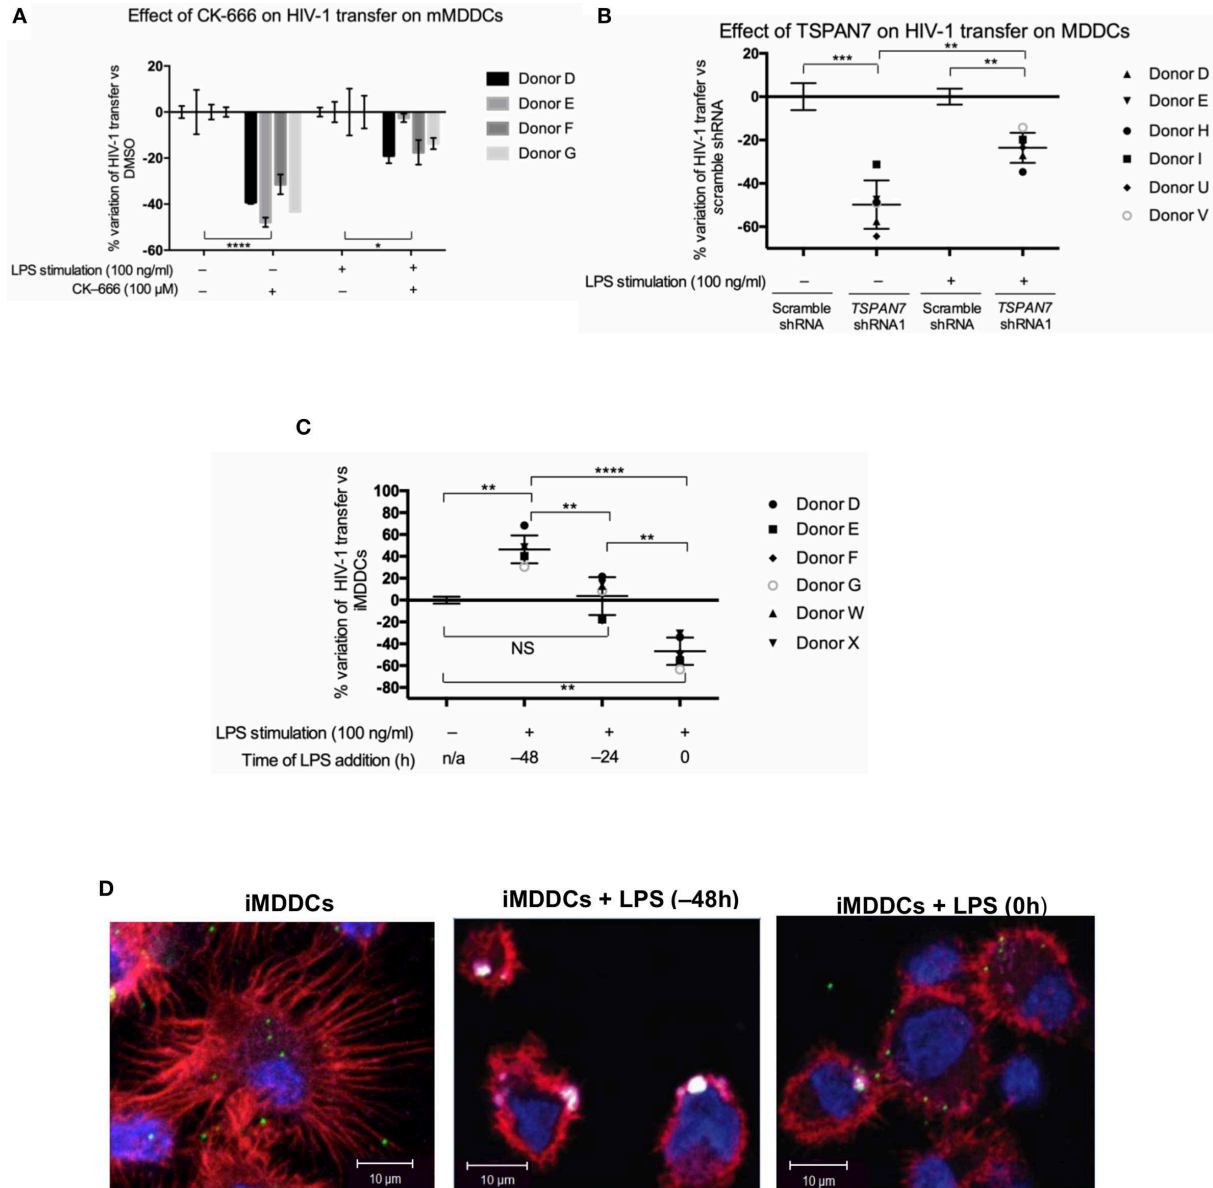 A
Effect of CK-666 on HIV-1 transfer on mMDDCs
% variation of HIV-1 transfer vs
DMSO
20
0
-20
-40
-60
****
*
Donor D
Donor E
Donor F
Donor G
LPS stimulation (100 ng/ml) – – + +
CK–666 (100 μM) – + – +
B
Effect of TSPAN7 on HIV-1 transfer on MDDCs
% variation of HIV-1 tranfer vs
scramble shRNA
20
0
-20
-40
-60
***
**
**
Donor D
Donor E
Donor H
Donor I
Donor U
Donor V
LPS stimulation (100 ng/ml) – – + +
Scramble TSPAN7 Scramble TSPAN7
shRNA shRNA1 shRNA shRNA1
C
% variation of HIV-1 transfer vs
iMDDCs
100
80
60
40
20
0
-20
-40
-60
-80
****
**
**
**
NS
**
Donor D
Donor E
Donor F
Donor G
Donor W
Donor X
LPS stimulation (100 ng/ml) – + + +
Time of LPS addition (h) n/a –48 –24 0
D
iMDDCs
iMDDCs + LPS (–48h)
iMDDCs + LPS (0h)
10 μm
10 μm
10 μm